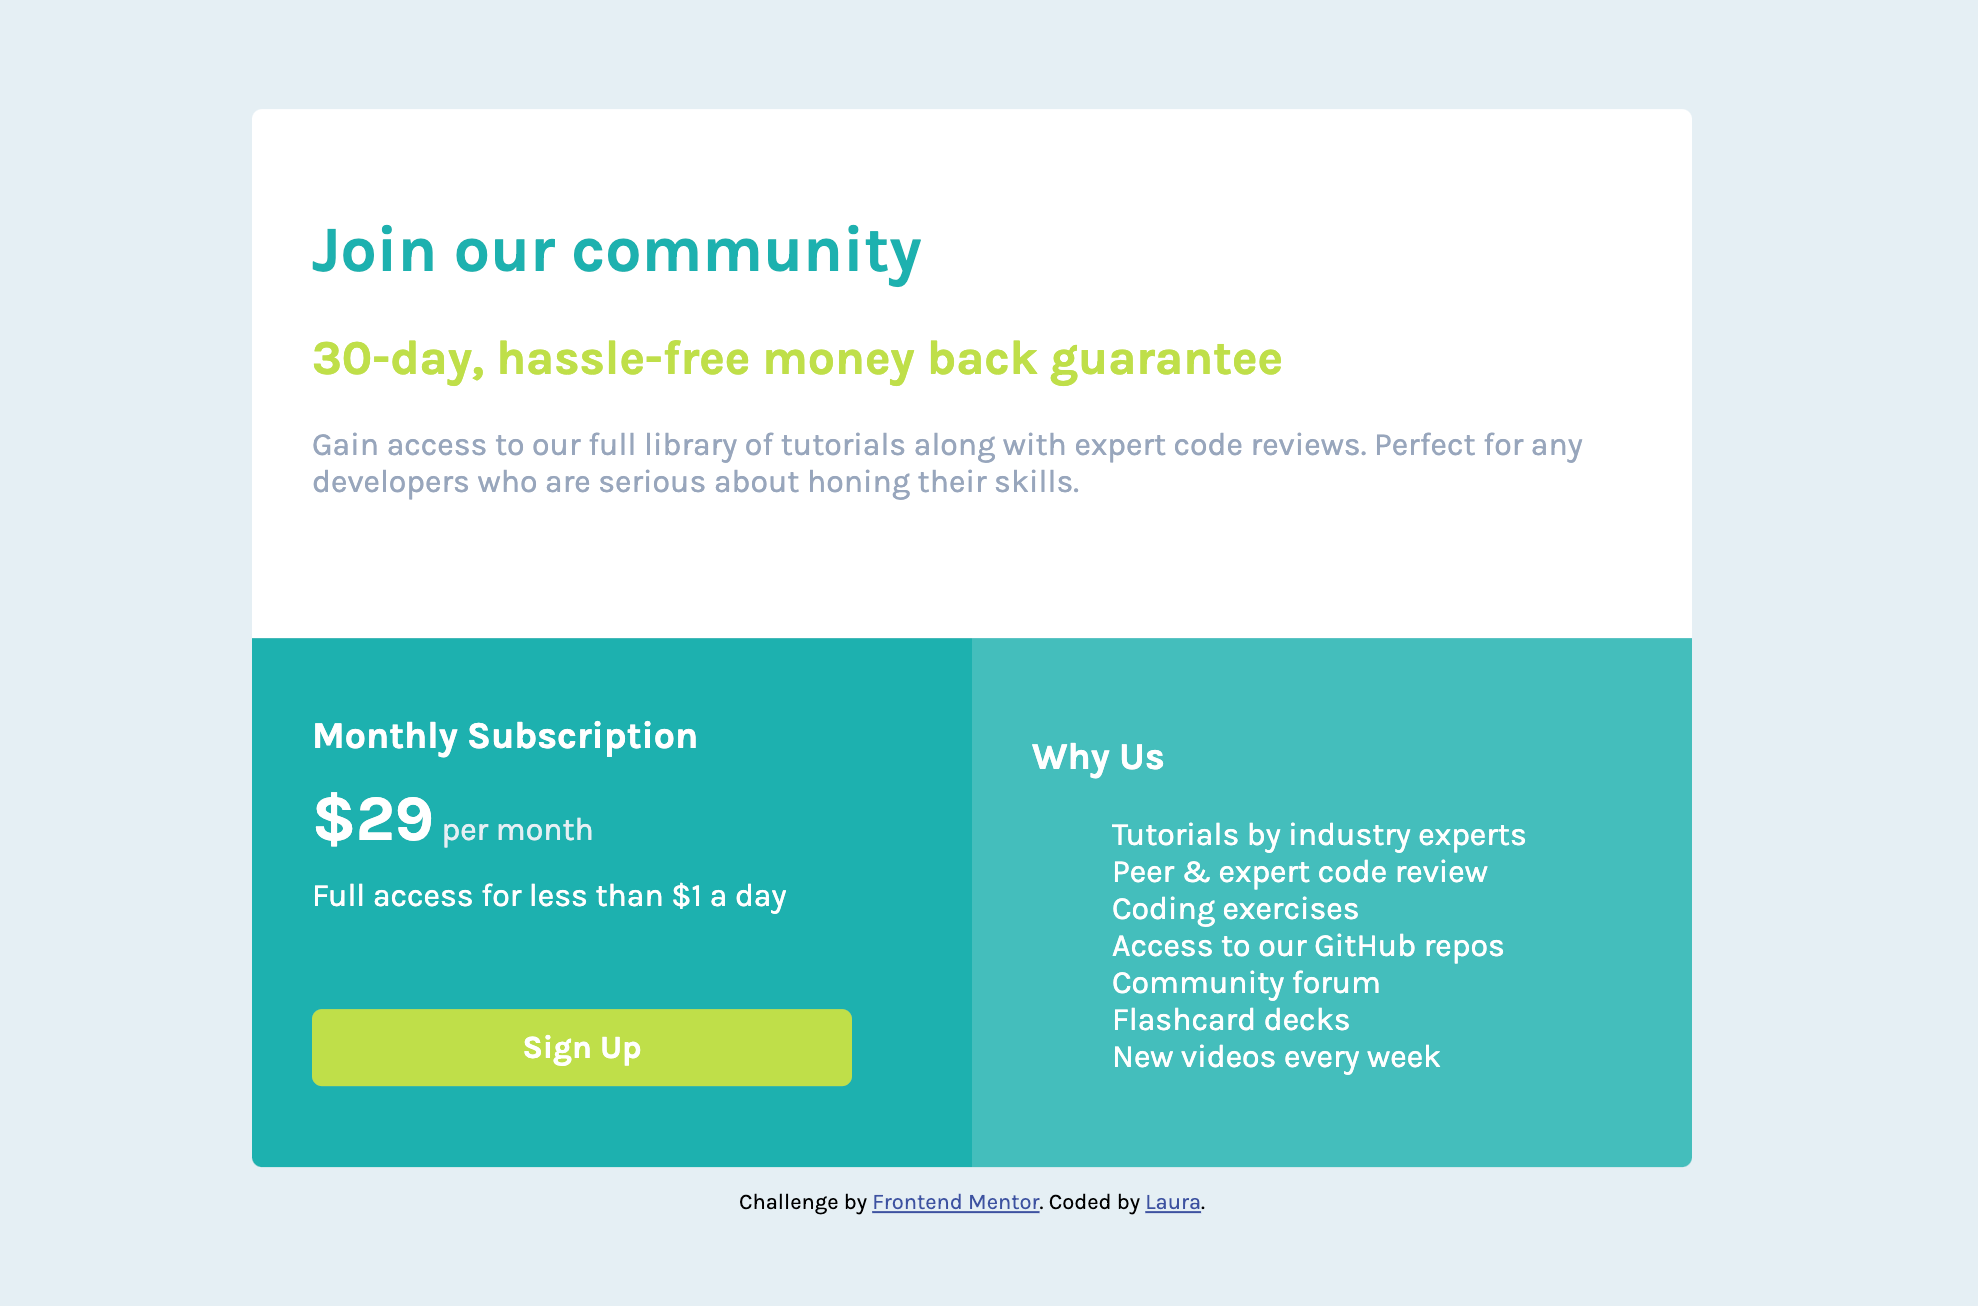 Join our community
30-day, hassle-free money back guarantee
Gain access to our full library of tutorials along with expert code reviews. Perfect for any
developers who are serious about honing their skills.
Monthly Subscription
$29 per month
Full access for less than $1 a day
Sign Up
Why Us
Tutorials by industry experts
Peer & expert code review
Coding exercises
Access to our GitHub repos
Community forum
Flashcard decks
New videos every week
Challenge by Frontend Mentor. Coded by Laura.